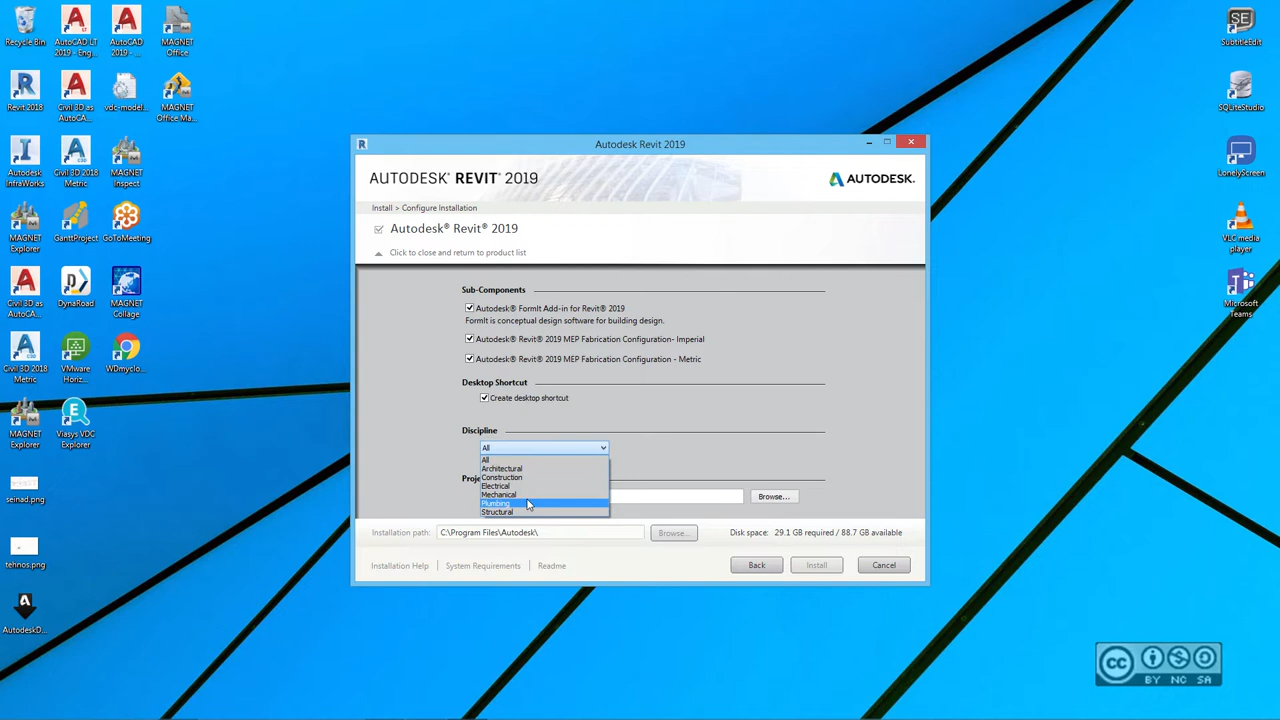 Recycle Bin
AutoCAD LT
2019 - Eng...
AutoCAD
2019 - ...
MAGNET
Office
Revit 2018
Civil 3D as
AutoCA...
vdc-model...
MAGNET
Office Ma...
Autodesk
InfraWorks
Civil 3D 2018
Metric
MAGNET
Inspect
MAGNET
Explorer
GanttProject
GoToMeeting
Civil 3D as
AutoCA...
DynaRoad
MAGNET
Collage
Civil 3D 2019
Metric
VMware
Horiz...
WDmyclo...
MAGNET
Explorer
Viasys VDC
Explorer
seinad.png
tehnos.png
AutodeskD...
SE
SubtitleEdit
SQLiteStudio
LonelyScreen
VLC media
player
Microsoft
Teams
Autodesk Revit 2019
AUTODESK® REVIT® 2019
AUTODESK.
Install > Configure Installation
Autodesk® Revit® 2019
Click to close and return to product list
Sub-Components
Autodesk® FormIt Add-in for Revit® 2019
FormIt is conceptual design software for building design.
Autodesk® Revit® 2019 MEP Fabrication Configuration- Imperial
Autodesk® Revit® 2019 MEP Fabrication Configuration - Metric
Desktop Shortcut
Create desktop shortcut
Discipline
All
All
Architectural
Construction
Electrical
Mechanical
Plumbing
Structural
Browse...
Installation path:
C:\Program Files\Autodesk\
Browse...
Disk space: 29.1 GB required / 88.7 GB available
Installation Help
System Requirements
Readme
Back
Install
Cancel
CC
BY NC SA